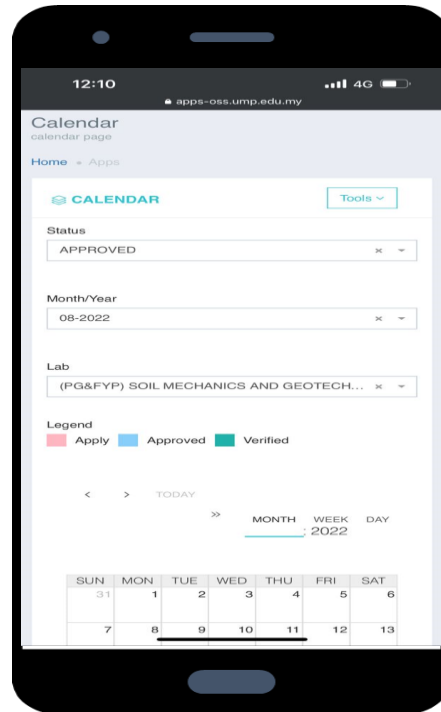 12:10 4G
apps-oss.ump.edu.my
Calendar
calendar page
Home » Apps
CALENDAR Tools
Status
APPROVED
Month/Year
08-2022
Lab
(PG&FYP) SOIL MECHANICS AND GEOTECH...
Legend
Apply Approved Verified
< > TODAY
» MONTH WEEK DAY
; 2022
SUN MON TUE WED THU FRI SAT
31 1 2 3 4 5 6
7 8 9 10 11 12 13